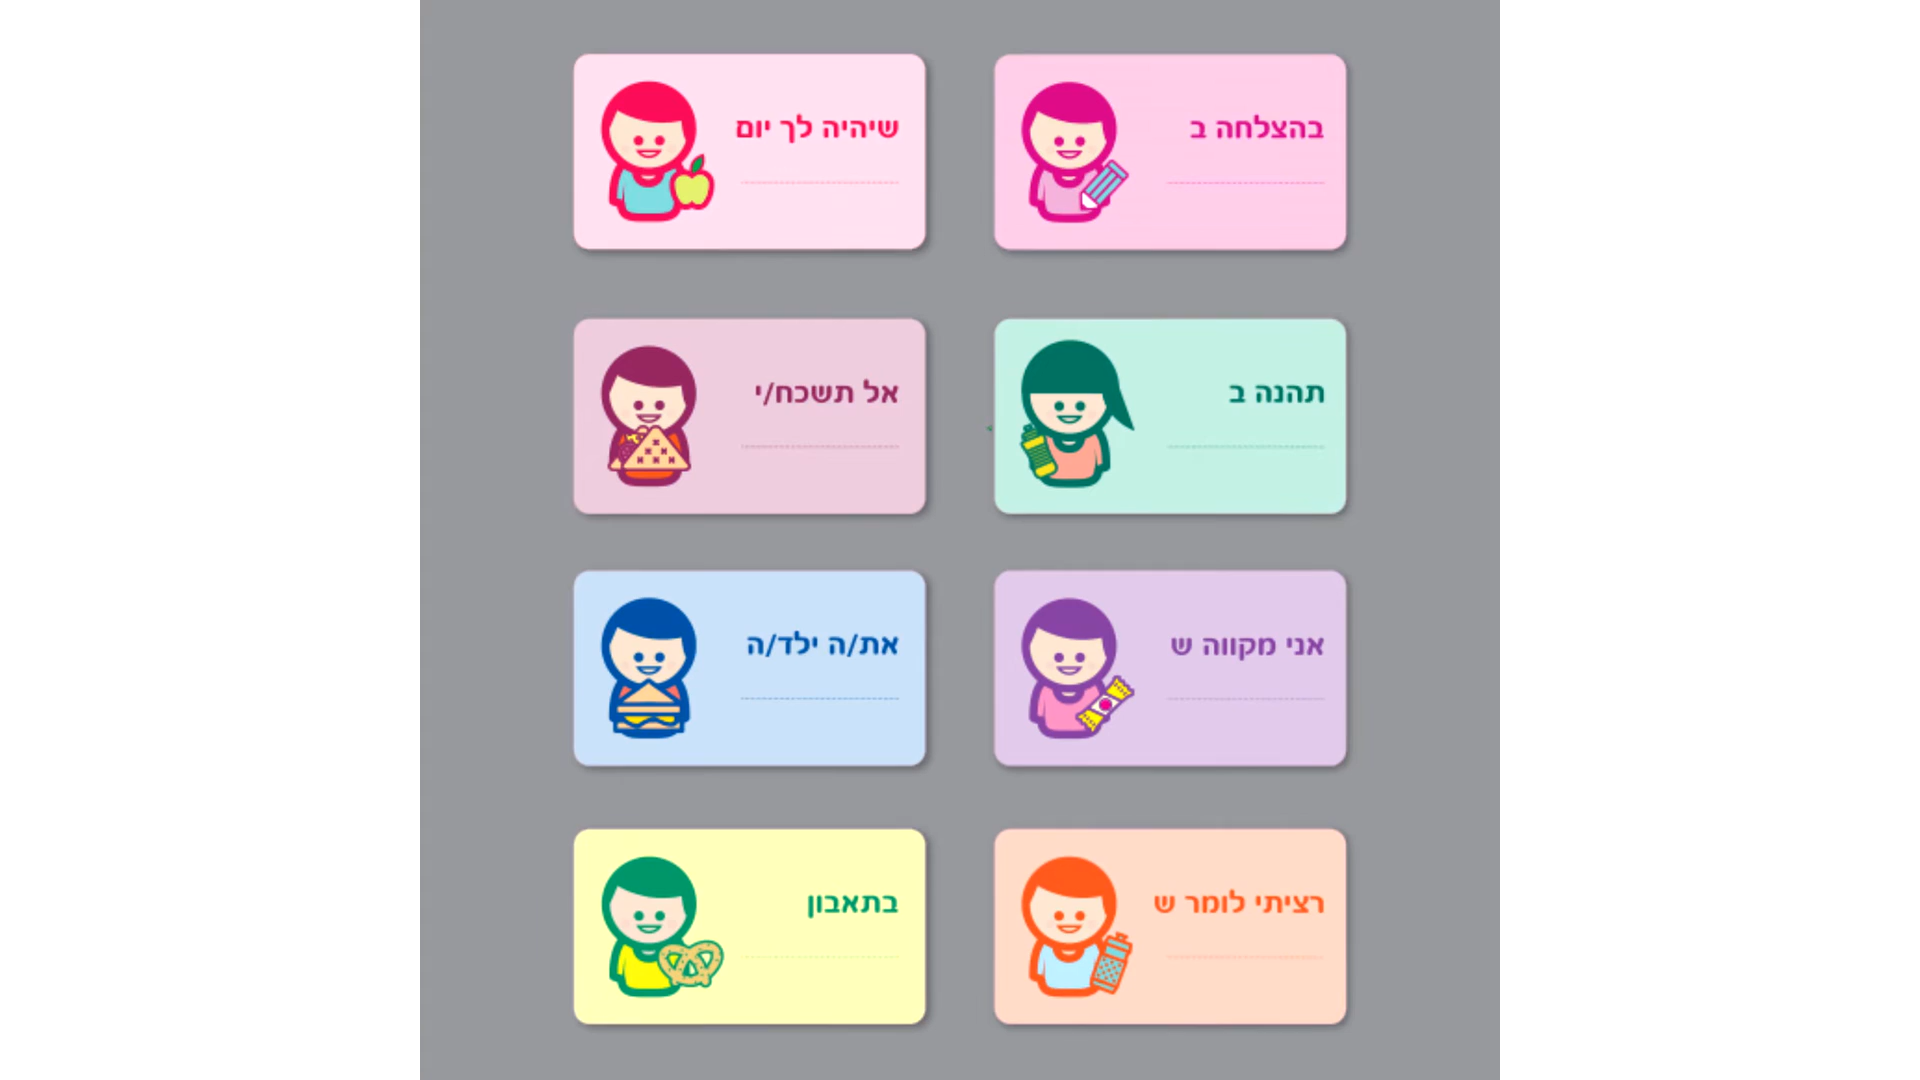 בהצלחה ב
שיהיה לך יום
תהנה ב
אל תשכח/י
אני מקווה ש
את/ה ילד/ה
רציתי לומר ש
בתאבון